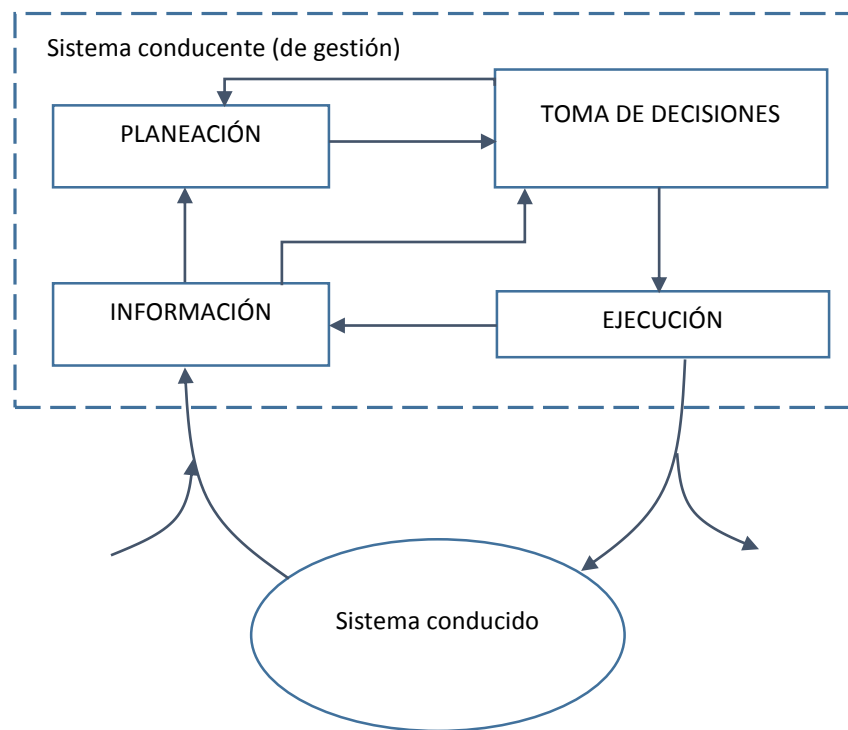 Sistema conducente (de gestión)
PLANEACIÓN
TOMA DE DECISIONES
INFORMACIÓN
EJECUCIÓN
Sistema conducido